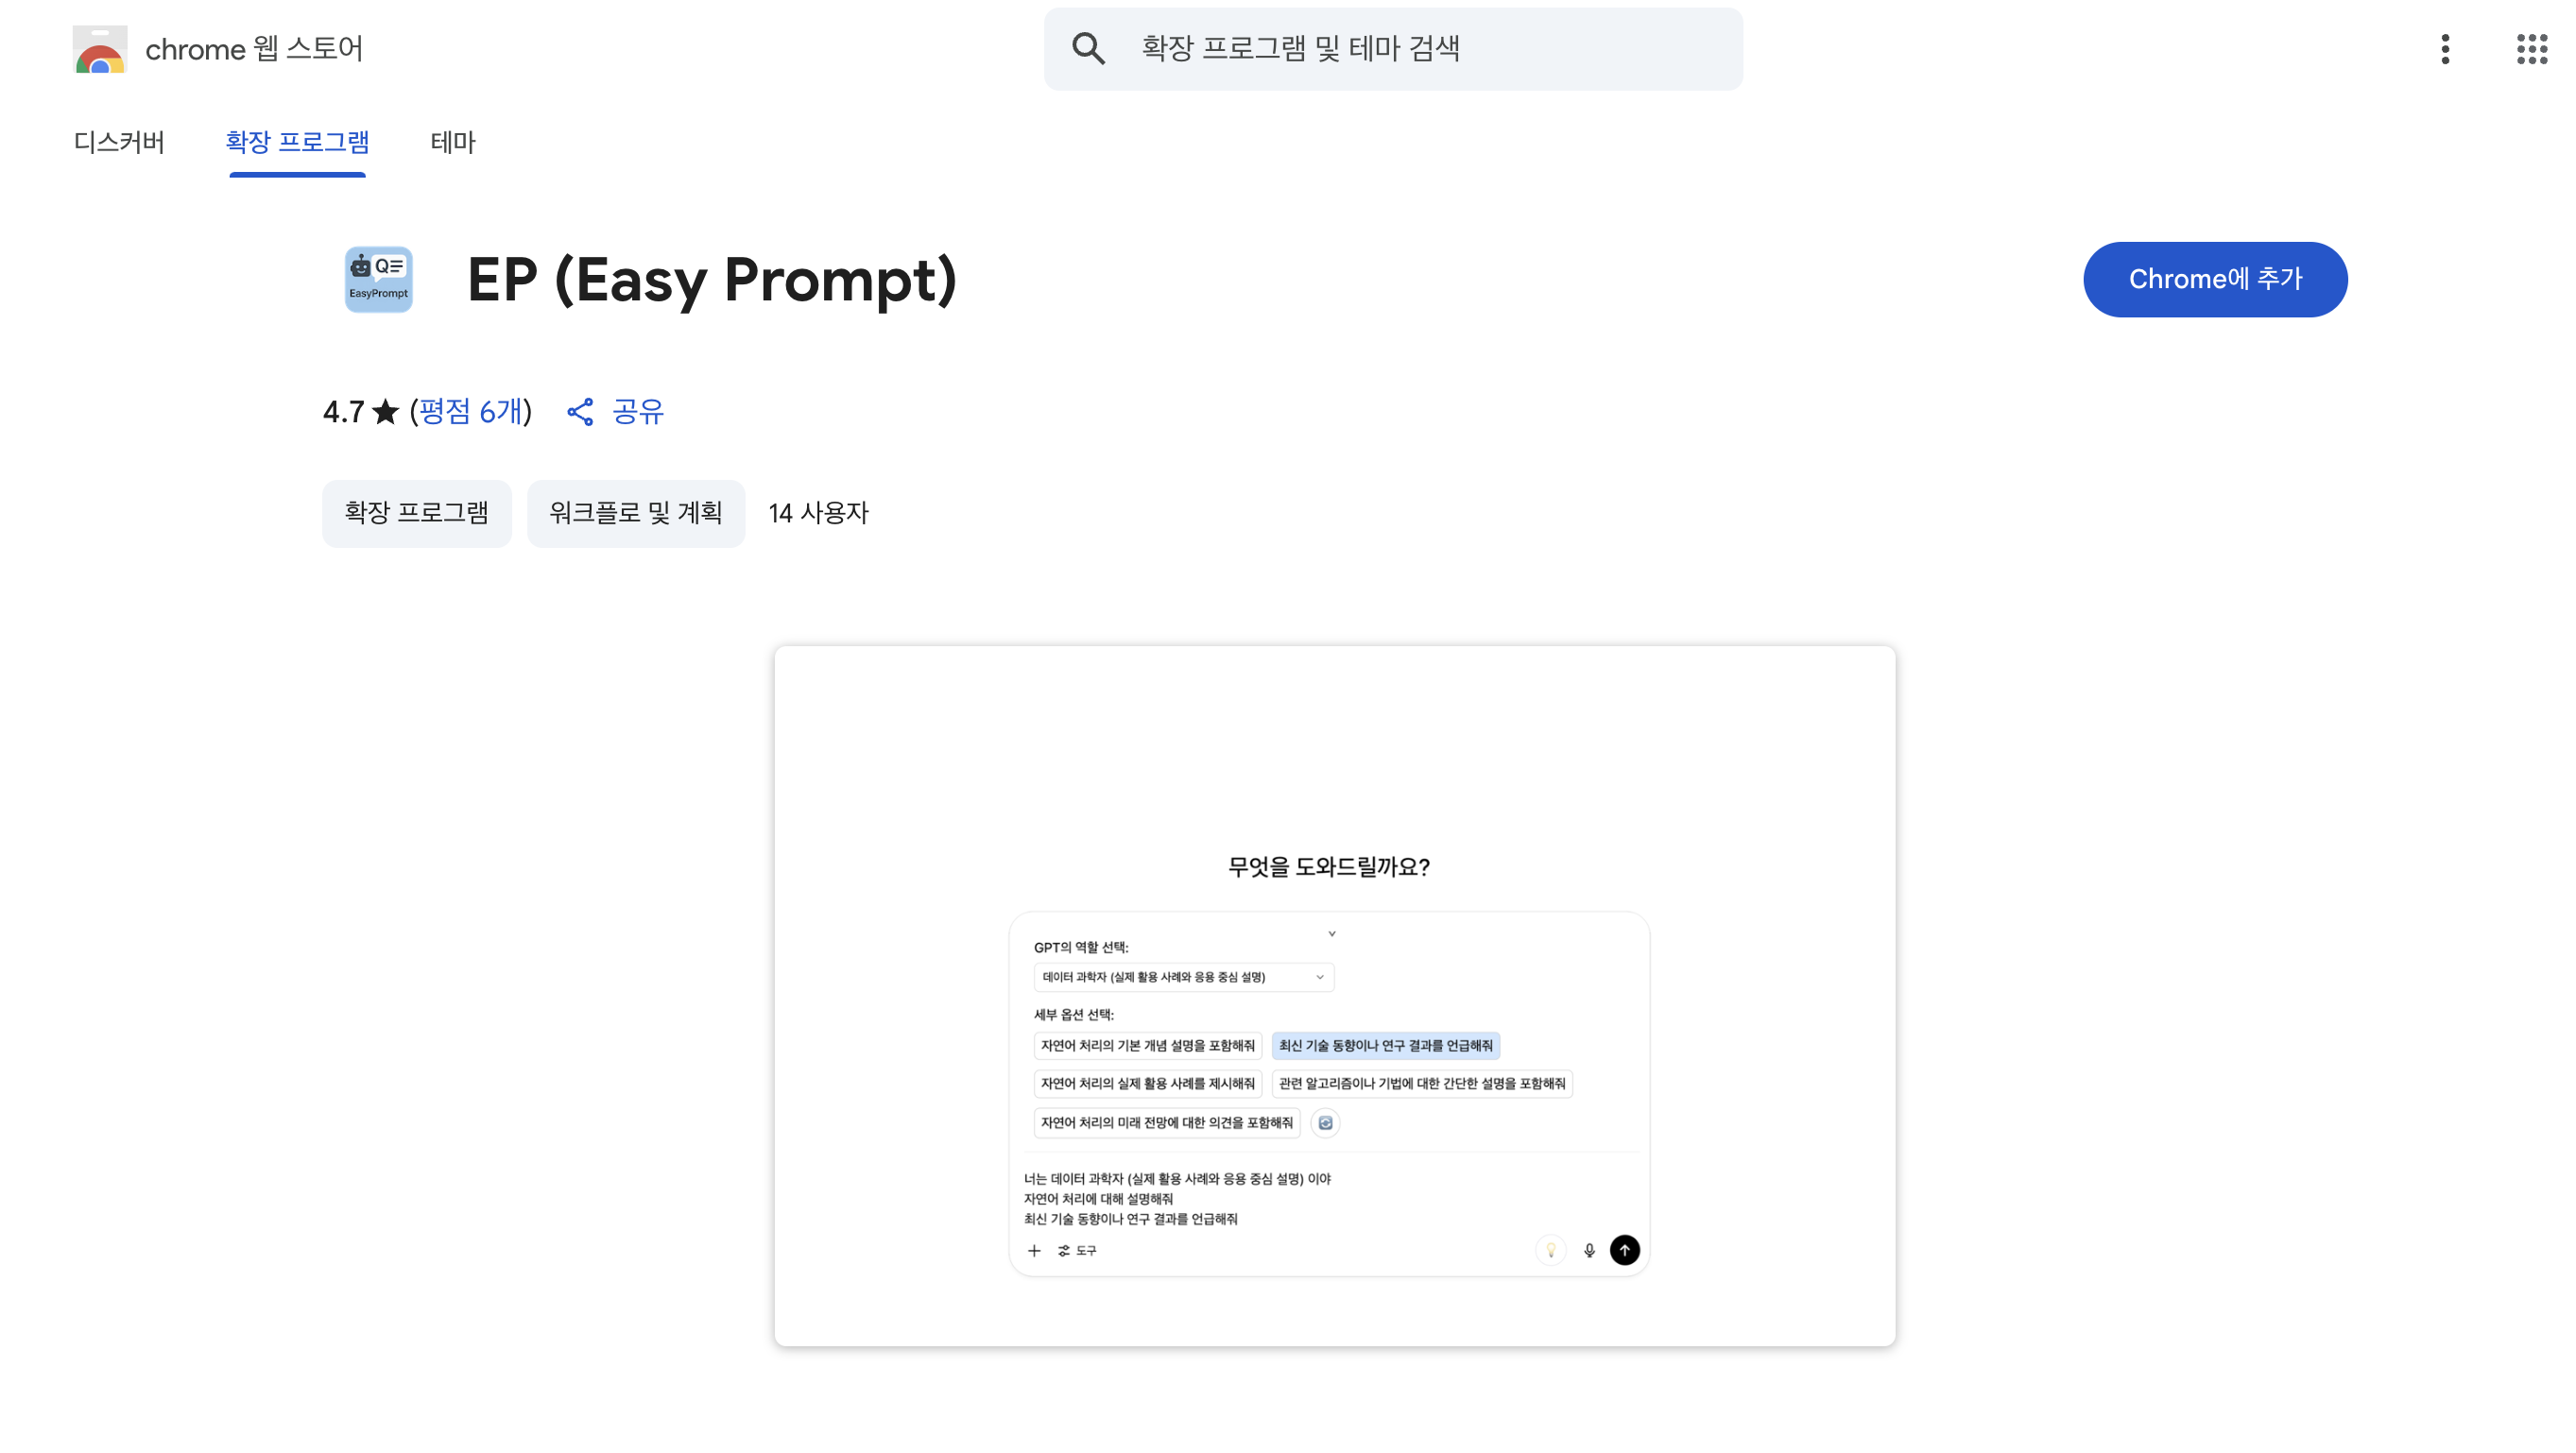 chrome 웹 스토어
확장 프로그램 및 테마 검색
디스커버
확장 프로그램
테마
Q
EasyPrompt
EP (Easy Prompt)
Chrome에 추가
4.7★ (평점 6개)
공유
확장 프로그램
워크플로 및 계획
14 사용자
무엇을 도와드릴까요?
GPT의 역할 선택:
데이터 과학자 (실제 활용 사례와 응용 중심 설명)
세부 옵션 선택:
자연어 처리의 기본 개념 설명을 포함해줘
최신 기술 동향이나 연구 결과를 언급해줘
자연어 처리의 실제 활용 사례를 제시해줘
관련 알고리즘이나 기법에 대한 간단한 설명을 포함해줘
자연어 처리의 미래 전망에 대한 의견을 포함해줘
너는 데이터 과학자 (실제 활용 사례와 응용 중심 설명) 이야
자연어 처리에 대해 설명해줘
최신 기술 동향이나 연구 결과를 언급해줘
도구